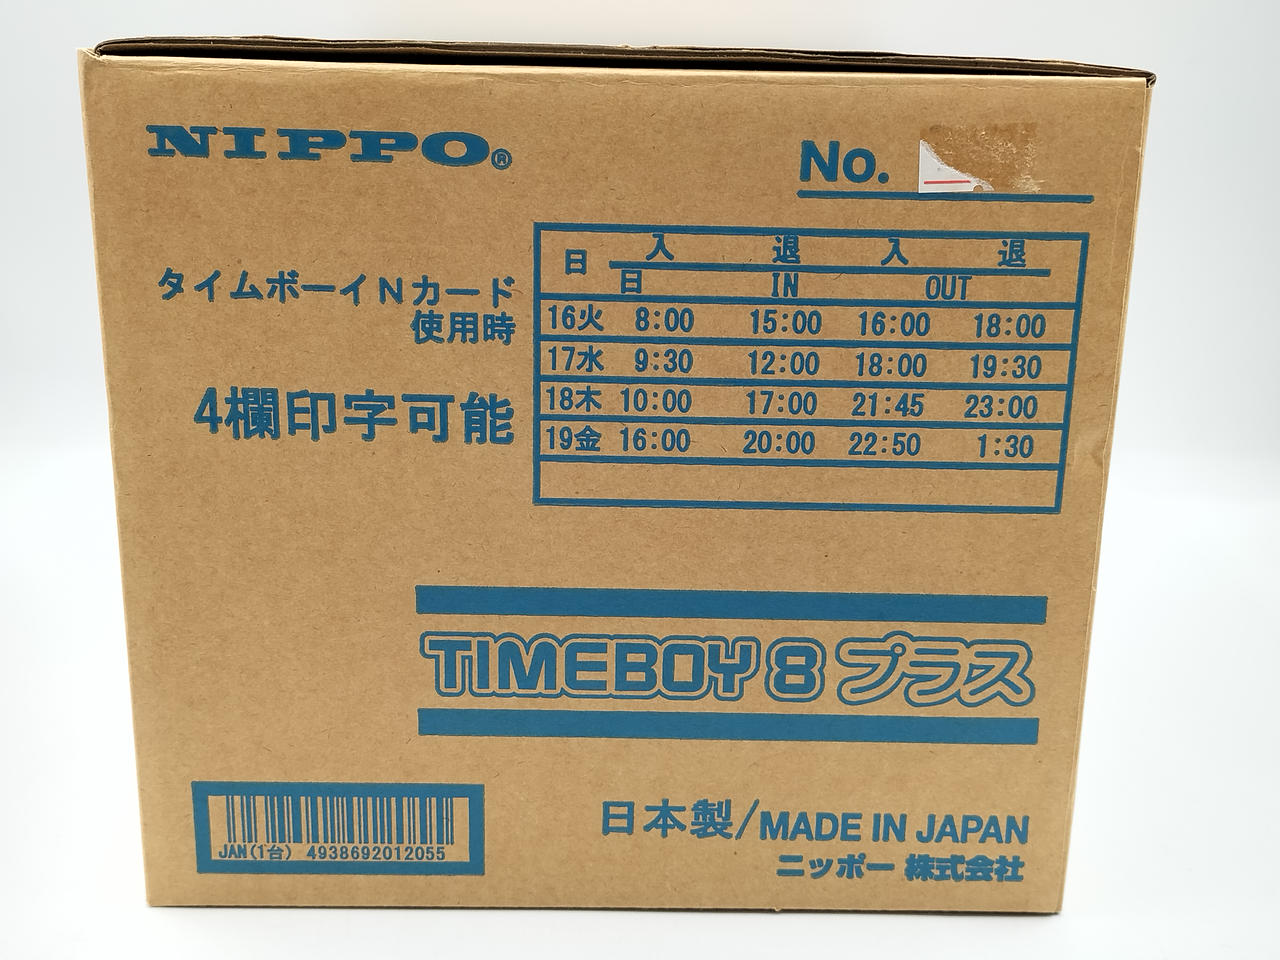 NIPPO®
No.
タイムボーイNカード
使用時
4欄印字可能
日 入 退 入 退
日 IN OUT
16火 8:00 15:00 16:00 18:00
17水 9:30 12:00 18:00 19:30
18木 10:00 17:00 21:45 23:00
19金 16:00 20:00 22:50 1:30
TIMEBOY 8 プラス
JAN(1台) 4938692012055
日本製/MADE IN JAPAN
ニッポー株式会社